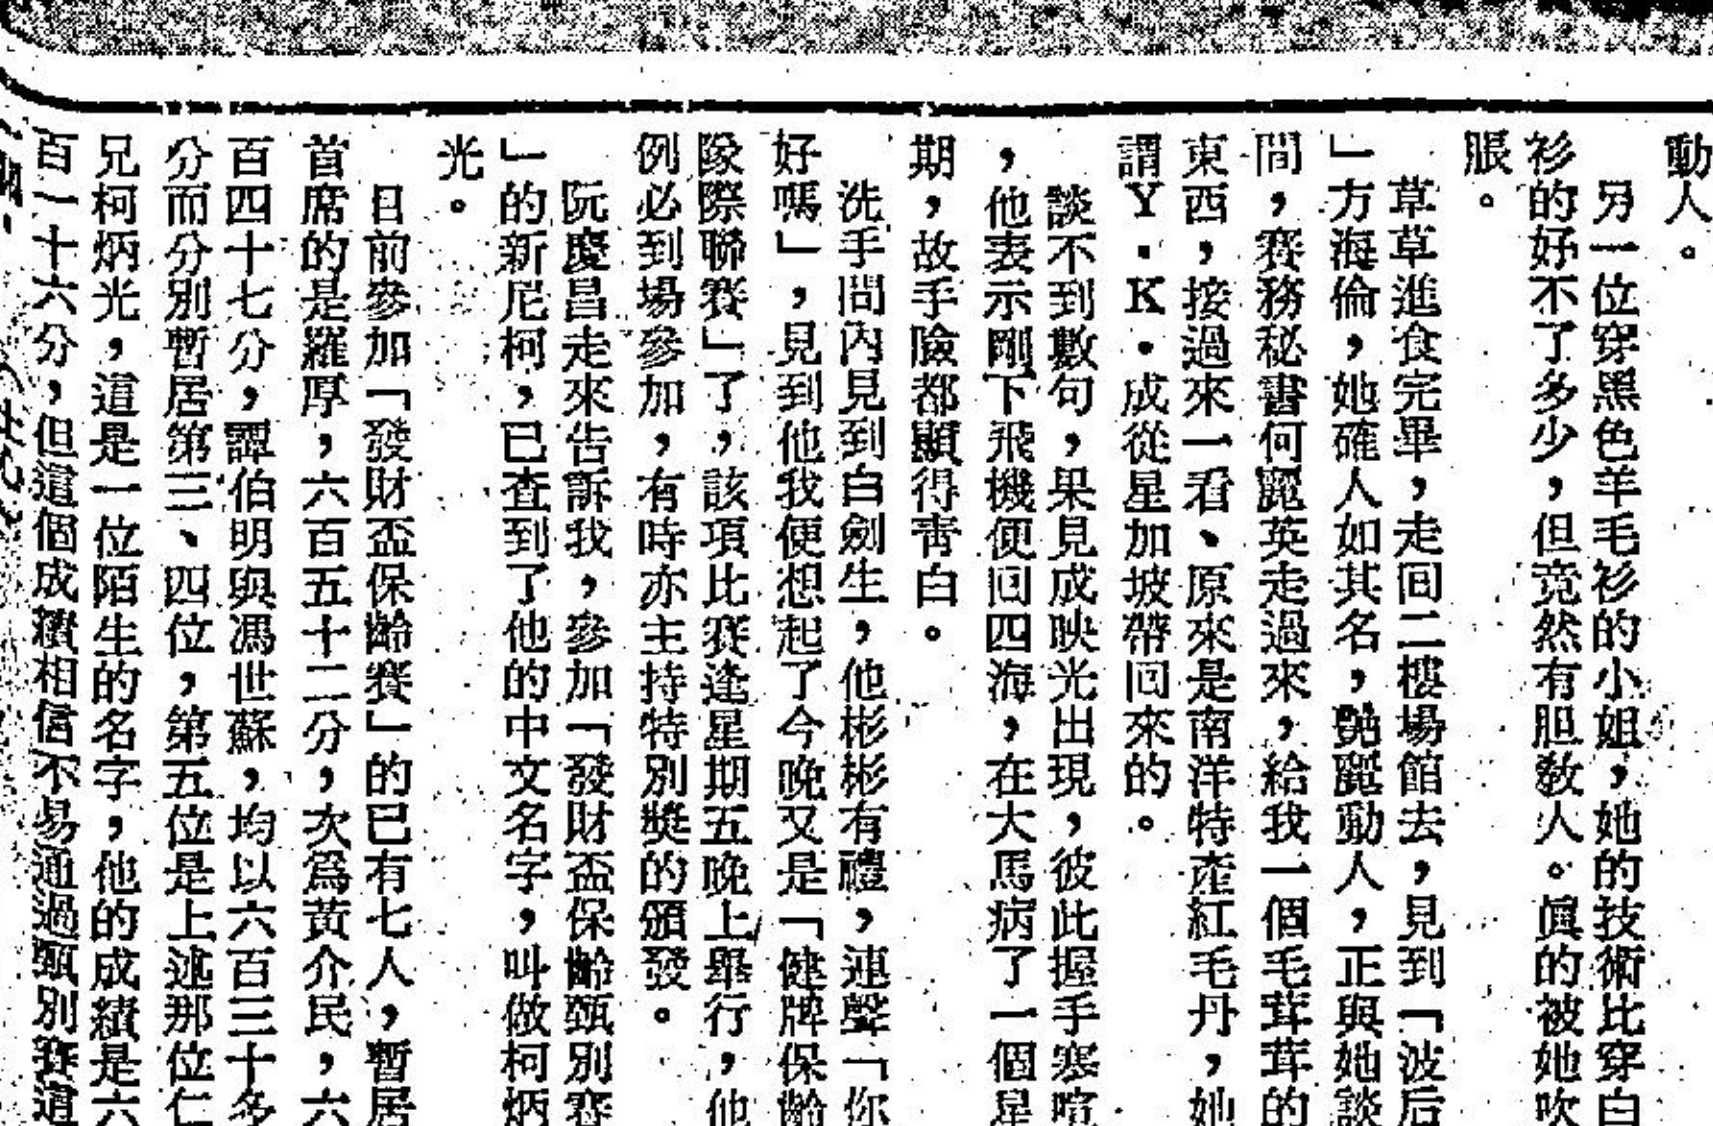 動人。
另一位穿黑色羊毛衫的小姐，她的技術比穿白
衫的好不了多少，但竟然有胆敎人。眞的被她吹
脹。
草草進食完畢，走回二樓場館去，見到「波后
」方海倫，她確人如其名，艷麗動人，正與她談
間，賽務秘書何麗英走過來，給我一個毛茸茸的
東西，接過來一看、原來是南洋特產紅毛丹，她
謂Y・K・成從星加坡帶回來的。
談不到數句，果見成映光出現，彼此握手寒喧
，他表示剛下飛機便回四海，在大馬病了一個星
期，故手險都顯得靑白。
洗手間內見到白劍生，他彬彬有禮，連聲「你
好嗎」，見到他我便想起了今晚又是「健牌保齡
隊際聯賽」了，該項比賽逢星期五晚上舉行，他
例必到場參加，有時亦主持特別獎的頒發。
阮慶昌走來告訴我，參加「發財盃保齡甄別賽
」的新尼柯，已查到了他的中文名字，叫做柯炳
光。
目前參加「發財盃保齡賽」的已有七人，暫居
首席的是羅厚，六百五十二分，次爲黃介民，六
百四十七分，譚伯明與馮世蘇，均以六百三十多
分而分別暫居第三、四位，第五位是上述那位仁
兄柯炳光，這是一位陌生的名字，他的成績是六
百一十六分，但這個成績相信不易通過甄別賽這